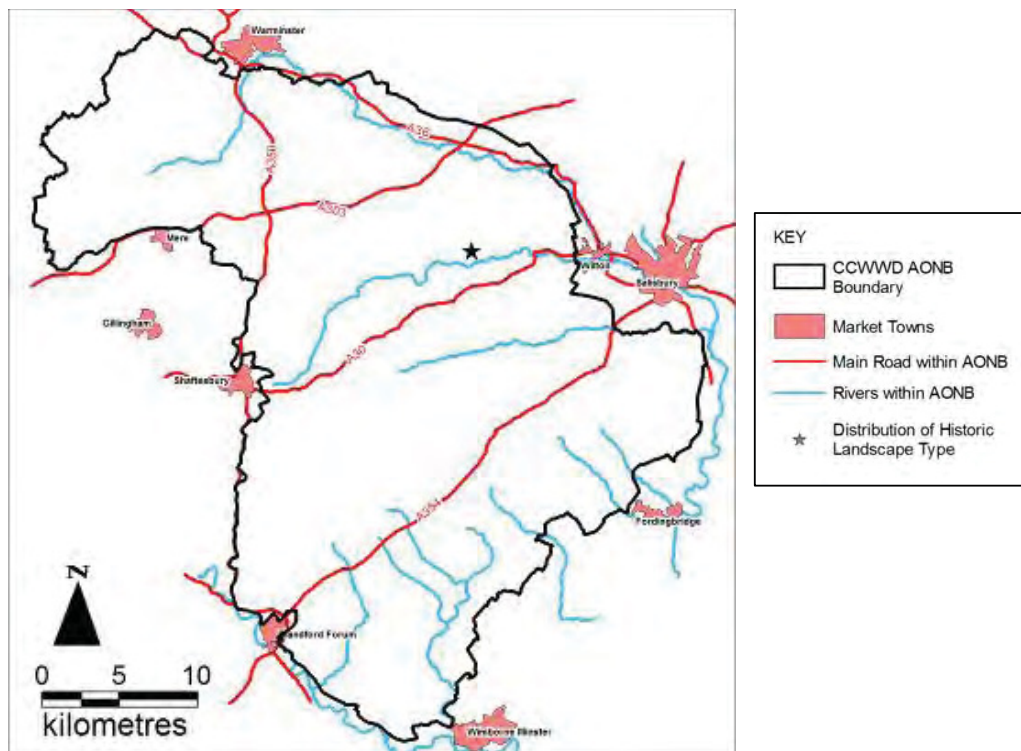 Warminster
A36
A350
A303
Mere
Wilton
Salisbury
Gillingham
A30
Shaftesbury
A354
Fordingbridge
N
landford Forum
Wimborne Minster
0 5 10
kilometres
KEY
CCWWD AONB
Boundary
Market Towns
Main Road within AONB
Rivers within AONB
Distribution of Historic
Landscape Type